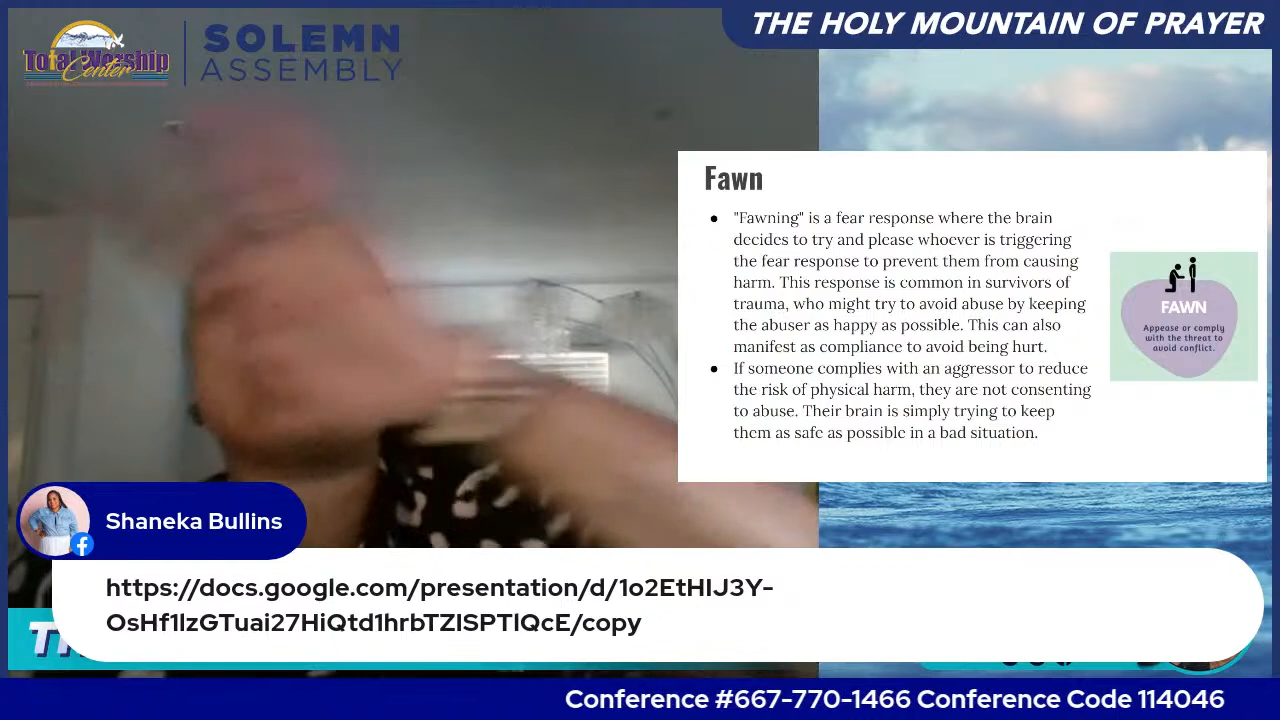 THE HOLY MOUNTAIN OF PRAYER
Total Worship
Center
SOLEMN
ASSEMBLY
Fawn
● "Fawning" is a fear response where the brain
decides to try and please whoever is triggering
the fear response to prevent them from causing
harm. This response is common in survivors of
trauma, who might try to avoid abuse by keeping
the abuser as happy as possible. This can also
manifest as compliance to avoid being hurt.
● If someone complies with an aggressor to reduce
the risk of physical harm, they are not consenting
to abuse. Their brain is simply trying to keep
them as safe as possible in a bad situation.
FAWN
Appease or comply
with the threat to
avoid conflict.
Shaneka Bullins
https://docs.google.com/presentation/d/1o2EtHIJ3Y-
OsHf1lzGTuai27HiQtd1hrbTZlSPTlQcE/copy
Conference #667-770-1466 Conference Code 114046